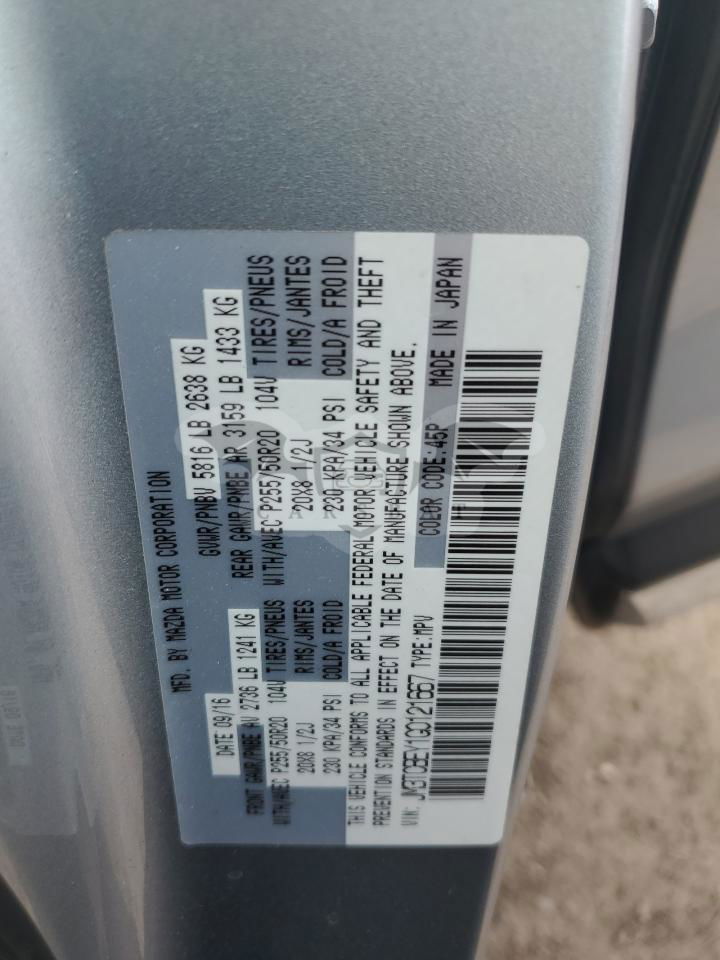 MFD. BY MAZDA MOTOR CORPORATION
DATE 09/16 GVWR/PNBV 5816 LB 2638 KG
FRONT GAWR/PNBE AV 2736 LB 1241 KG REAR GAWR/PNBE AR 3159 LB 1433 KG
WITH/AVEC P255/50R20 104V TIRES/PNEUS WITH/AVEC P255/50R20 104V TIRES/PNEUS
20X8 1/2J RIMS/JANTES 20X8 1/2J RIMS/JANTES
230 KPA/34 PSI COLD/A FROID 230 KPA/34 PSI COLD/A FROID
THIS VEHICLE CONFORMS TO ALL APPLICABLE FEDERAL MOTOR VEHICLE SAFETY AND THEFT
PREVENTION STANDARDS IN EFFECT ON THE DATE OF MANUFACTURE SHOWN ABOVE.
VIN: JM3TCBEY1G0121667 TYPE:MPV COLOR CODE:45P MADE IN JAPAN